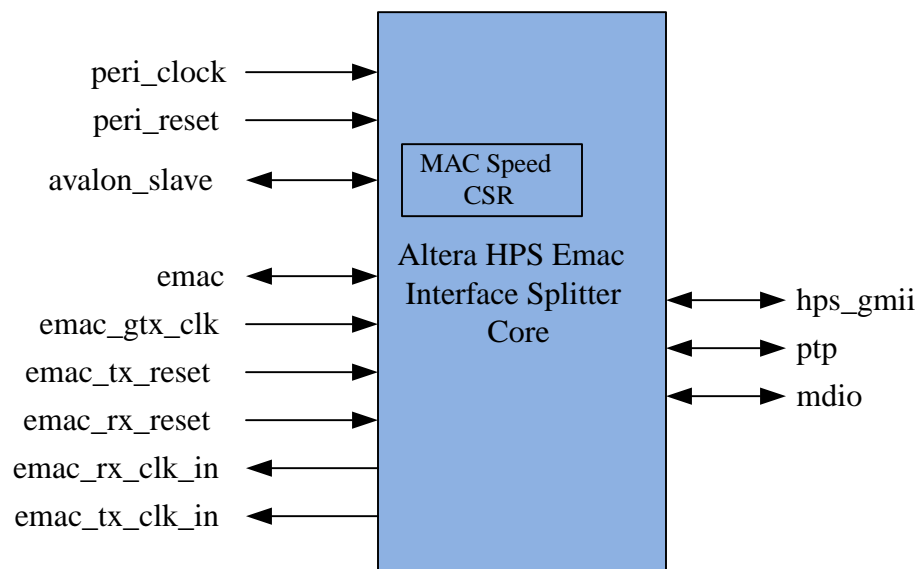 peri_clock
peri_reset
avalon_slave
MAC Speed
CSR
Altera HPS Emac
Interface Splitter
Core
emac
emac_gtx_clk
emac_tx_reset
emac_rx_reset
emac_rx_clk_in
emac_tx_clk_in
hps_gmii
ptp
mdio